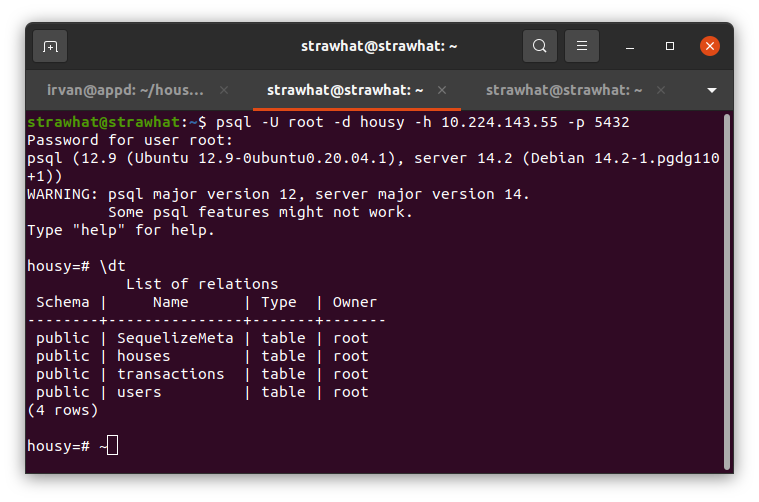 strawhat@strawhat: ~
irvan@appd: ~/hous...
strawhat@strawhat: ~
strawhat@strawhat: ~
strawhat@strawhat:~$ psql -U root -d housy -h 10.224.143.55 -p 5432
Password for user root:
psql (12.9 (Ubuntu 12.9-0ubuntu0.20.04.1), server 14.2 (Debian 14.2-1.pgdg110
+1))
WARNING: psql major version 12, server major version 14.
         Some psql features might not work.
Type "help" for help.

housy=# \dt
           List of relations
 Schema |     Name      | Type  | Owner
--------+---------------+-------+-------
 public | SequelizeMeta | table | root
 public | houses        | table | root
 public | transactions  | table | root
 public | users         | table | root
(4 rows)

housy=# ~